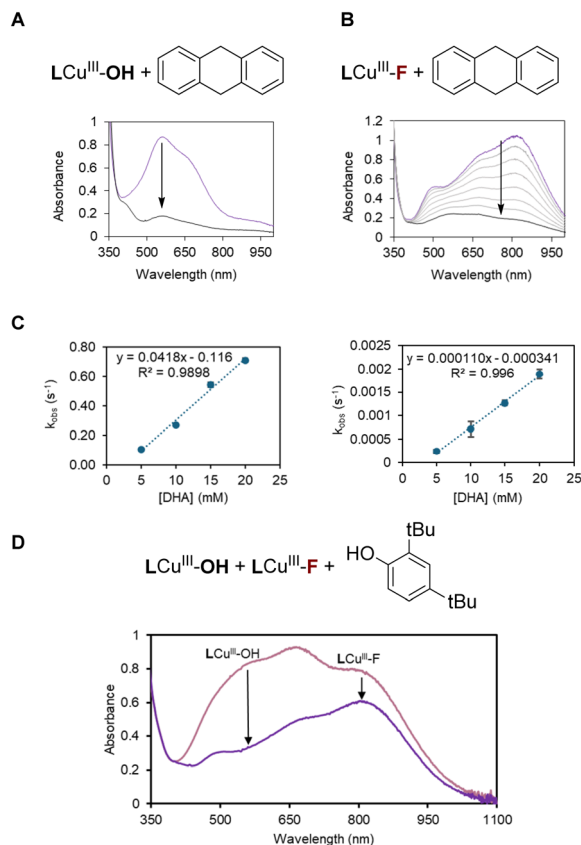 A
LCuIII-OH +
1
0.8
0.6
0.4
0.2
0
Absorbance
350 450 550 650 750 850 950
Wavelength (nm)
B
LCuIII-F +
1.2
1
0.8
0.6
0.4
0.2
0
Absorbance
350 500 650 800 950
Wavelength (nm)
C
y = 0.0418x - 0.116
R² = 0.9898
0.80
0.60
0.40
0.20
0.00
kobs (s-1)
0 5 10 15 20 25
[DHA] (mM)
y = 0.000110x - 0.000341
R² = 0.996
0.0025
0.002
0.0015
0.001
0.0005
0
kobs (s-1)
0 5 10 15 20 25
[DHA] (mM)
D
LCuIII-OH + LCuIII-F +
HO
tBu
tBu
LCuIII-OH
LCuIII-F
1
0.8
0.6
0.4
0.2
0
Absorbance
350 500 650 800 950 1100
Wavelength (nm)